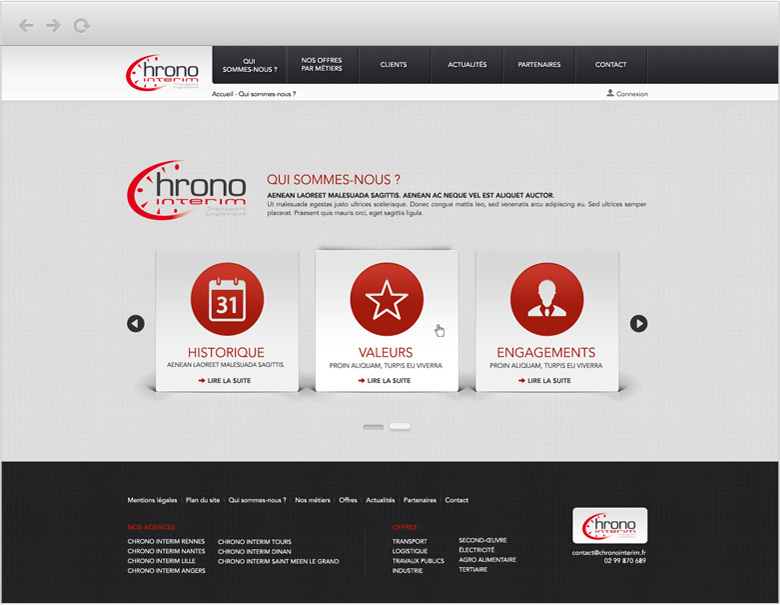 Chrono
interim
Transport
Logistique
QUI
SOMMES-NOUS ?
NOS OFFRES
PAR MÉTIERS
CLIENTS
ACTUALITÉS
PARTENAIRES
CONTACT
Accueil - Qui sommes-nous ?
Connexion
Chrono
interim
Transport
Logistique
QUI SOMMES-NOUS ?
AENEAN LAOREET MALESUADA SAGITTIS. AENEAN AC NEQUE VEL EST ALIQUET AUCTOR.
Ut malesuada egestas justo ultrices scelerisque. Donec congue mattis leo, sed venenatis arcu adipiscing eu. Sed ultrices semper
placerat. Praesent quis mauris orci, eget sagittis ligula.
31
HISTORIQUE
AENEAN LAOREET MALESUADA SAGITTIS.
LIRE LA SUITE
VALEURS
PROIN ALIQUAM, TURPIS EU VIVERRA
LIRE LA SUITE
ENGAGEMENTS
PROIN ALIQUAM, TURPIS EU VIVERRA
LIRE LA SUITE
Mentions légales | Plan du site | Qui sommes-nous ? | Nos métiers | Offres | Actualités | Partenaires | Contact
NOS AGENCES :
CHRONO INTERIM RENNES
CHRONO INTERIM NANTES
CHRONO INTERIM LILLE
CHRONO INTERIM ANGERS
CHRONO INTERIM TOURS
CHRONO INTERIM DINAN
CHRONO INTERIM SAINT MEEN LE GRAND
OFFRES :
TRANSPORT
LOGISTIQUE
TRAVAUX PUBLICS
INDUSTRIE
SECOND-ŒUVRE
ÉLECTRICITÉ
AGRO ALIMENTAIRE
TERTIAIRE
Chrono
interim
contact@chronointerim.fr
02 99 870 689